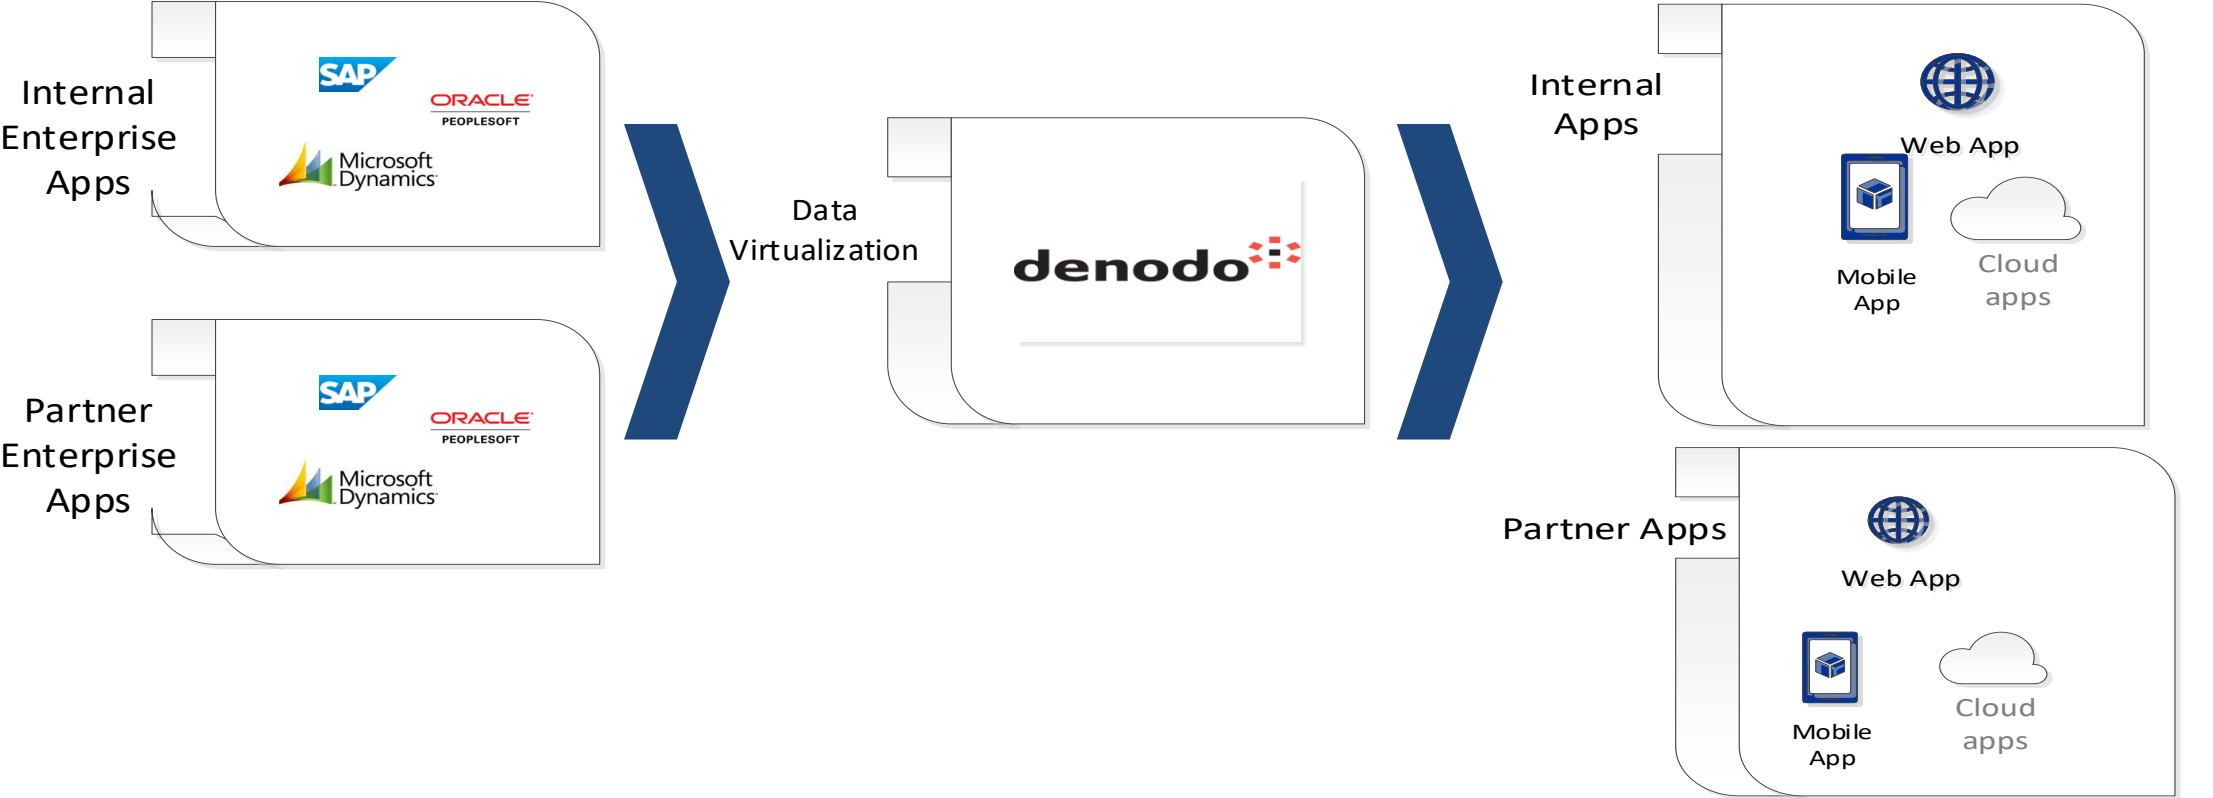 Internal
Enterprise
Apps
SAP
ORACLE
PEOPLESOFT
Microsoft
Dynamics
Partner
Enterprise
Apps
SAP
ORACLE
PEOPLESOFT
Microsoft
Dynamics
Data
Virtualization
denodo
Internal
Apps
Web App
Mobile
App
Cloud
apps
Partner Apps
Web App
Mobile
App
Cloud
apps